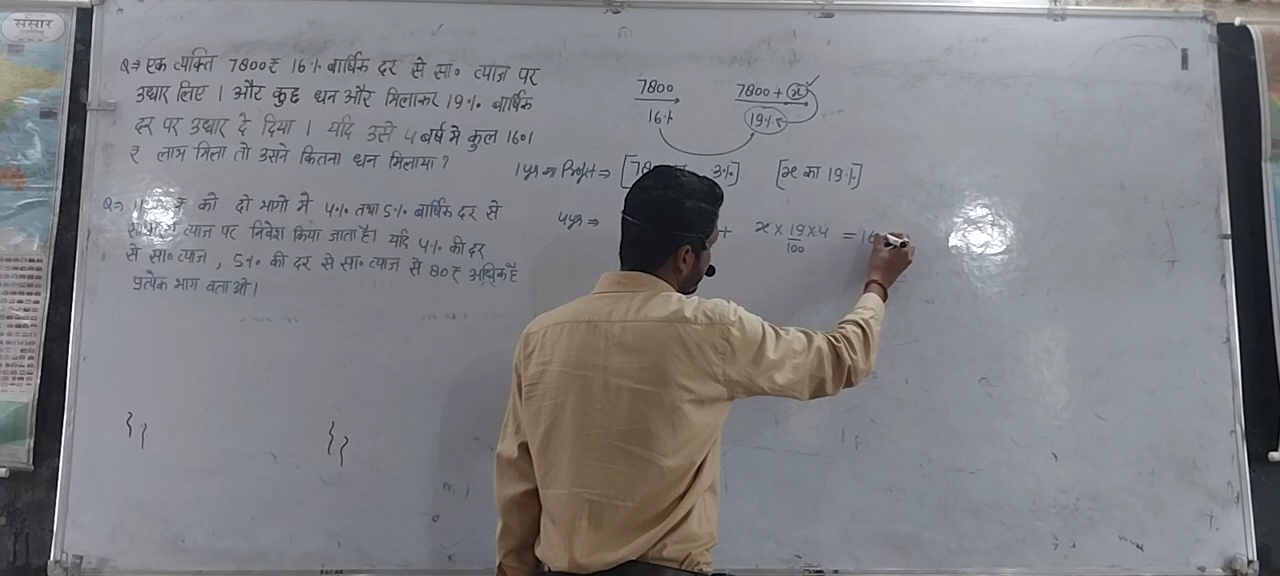 संसार
Q⇒ एक व्यक्ति 7800₹ 16% वार्षिक दर से सा० व्याज पर
उधार लिए । और कुछ धन और मिलाकर 19% वार्षिक
दर पर उधार दे दिया । यदि उसे 4 बर्ष मे कुल 1601
₹ लाभ मिला तो उसने कितना धन मिलाया ?
Q⇒ ₹ को दो भागो मे 4% तथा 5% वार्षिक दर से
व्याज पर निवेश किया जाता है। यदि 4% की दर
से सा० व्याज , 5% की दर से सा० व्याज से 80₹ अधिक है
प्रत्येक भाग बताओ।
7800
16%
7800 + x ✓
19%
1yr का Profit ⇒ [78 3%] [x का 19%]
4yr ⇒ + x × 19 × 4 = 16
100